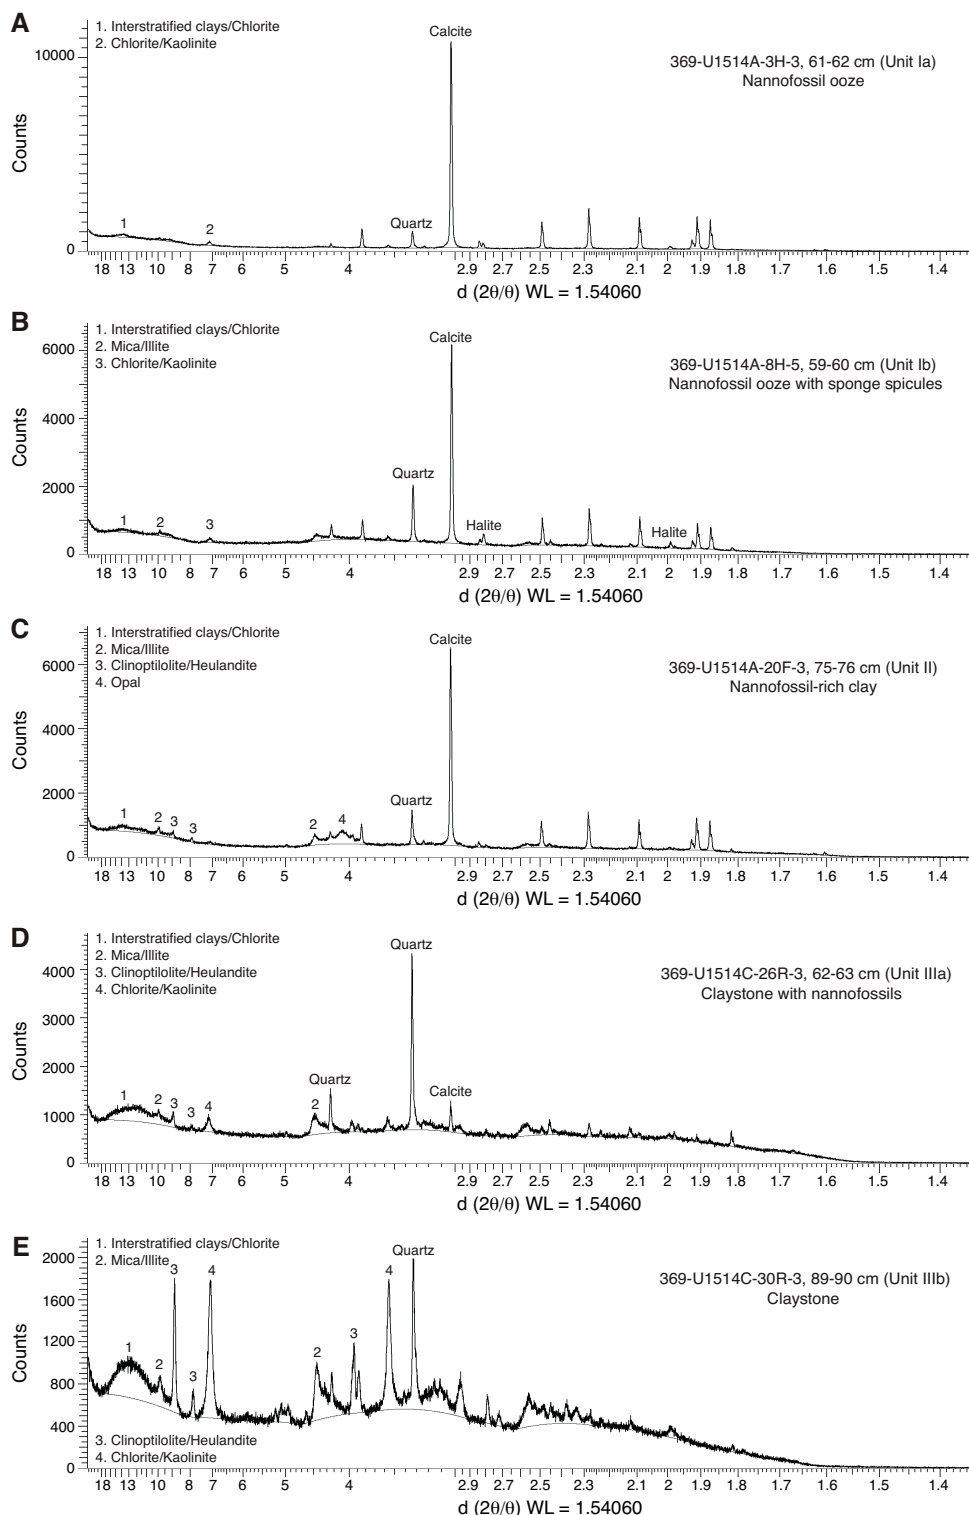 A
1. Interstratified clays/Chlorite
2. Chlorite/Kaolinite
Calcite
369-U1514A-3H-3, 61-62 cm (Unit Ia)
Nannofossil ooze
10000
Counts
1
2
Quartz
0
18 13 10 8 7 6 5 4 2.9 2.7 2.5 2.3 2.1 2 1.9 1.8 1.7 1.6 1.5 1.4
d (2θ/θ) WL = 1.54060
B
1. Interstratified clays/Chlorite
2. Mica/Illite
3. Chlorite/Kaolinite
Calcite
369-U1514A-8H-5, 59-60 cm (Unit Ib)
Nannofossil ooze with sponge spicules
6000
4000
Counts
2000
Quartz
1
2
3
Halite
Halite
0
18 13 10 8 7 6 5 4 2.9 2.7 2.5 2.3 2.1 2 1.9 1.8 1.7 1.6 1.5 1.4
d (2θ/θ) WL = 1.54060
C
1. Interstratified clays/Chlorite
2. Mica/Illite
3. Clinoptilolite/Heulandite
4. Opal
Calcite
369-U1514A-20F-3, 75-76 cm (Unit II)
Nannofossil-rich clay
6000
4000
Counts
2000
Quartz
1
2
3
3
2
4
0
18 13 10 8 7 6 5 4 2.9 2.7 2.5 2.3 2.1 2 1.9 1.8 1.7 1.6 1.5 1.4
d (2θ/θ) WL = 1.54060
D
1. Interstratified clays/Chlorite
2. Mica/Illite
3. Clinoptilolite/Heulandite
4. Chlorite/Kaolinite
Quartz
369-U1514C-26R-3, 62-63 cm (Unit IIIa)
Claystone with nannofossils
4000
3000
Counts
2000
1000
Quartz
Calcite
1
2
3
3
4
2
0
18 13 10 8 7 6 5 4 2.9 2.7 2.5 2.3 2.1 2 1.9 1.8 1.7 1.6 1.5 1.4
d (2θ/θ) WL = 1.54060
E
1. Interstratified clays/Chlorite
2. Mica/Illite
Quartz
369-U1514C-30R-3, 89-90 cm (Unit IIIb)
Claystone
2000
1600
1200
Counts
800
400
3
4
4
1
2
3
2
3
3. Clinoptilolite/Heulandite
4. Chlorite/Kaolinite
0
18 13 10 8 7 6 5 4 2.9 2.7 2.5 2.3 2.1 2 1.9 1.8 1.7 1.6 1.5 1.4
d (2θ/θ) WL = 1.54060